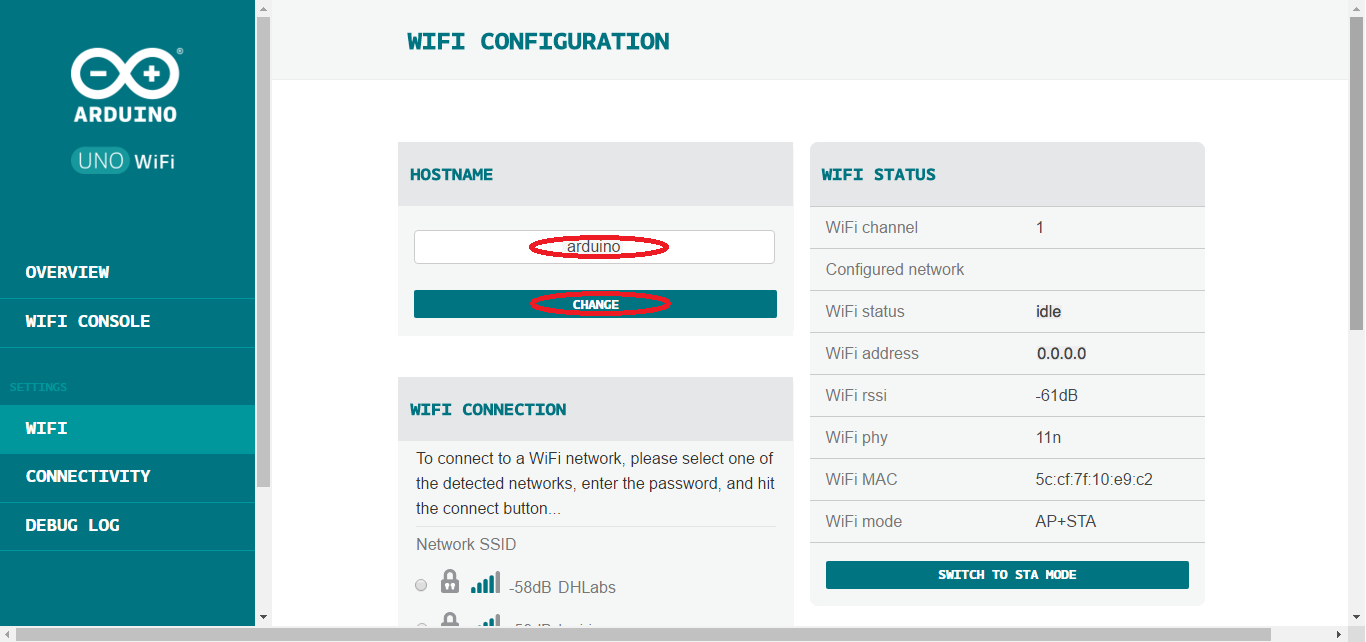 ARDUINO
UNO WiFi
OVERVIEW
WIFI CONSOLE
SETTINGS
WIFI
CONNECTIVITY
DEBUG LOG
WIFI CONFIGURATION
HOSTNAME
arduino
CHANGE
WIFI CONNECTION
To connect to a WiFi network, please select one of
the detected networks, enter the password, and hit
the connect button...
Network SSID
-58dB DHLabs
WIFI STATUS
WiFi channel 1
Configured network
WiFi status idle
WiFi address 0.0.0.0
WiFi rssi -61dB
WiFi phy 11n
WiFi MAC 5c:cf:7f:10:e9:c2
WiFi mode AP+STA
SWITCH TO STA MODE